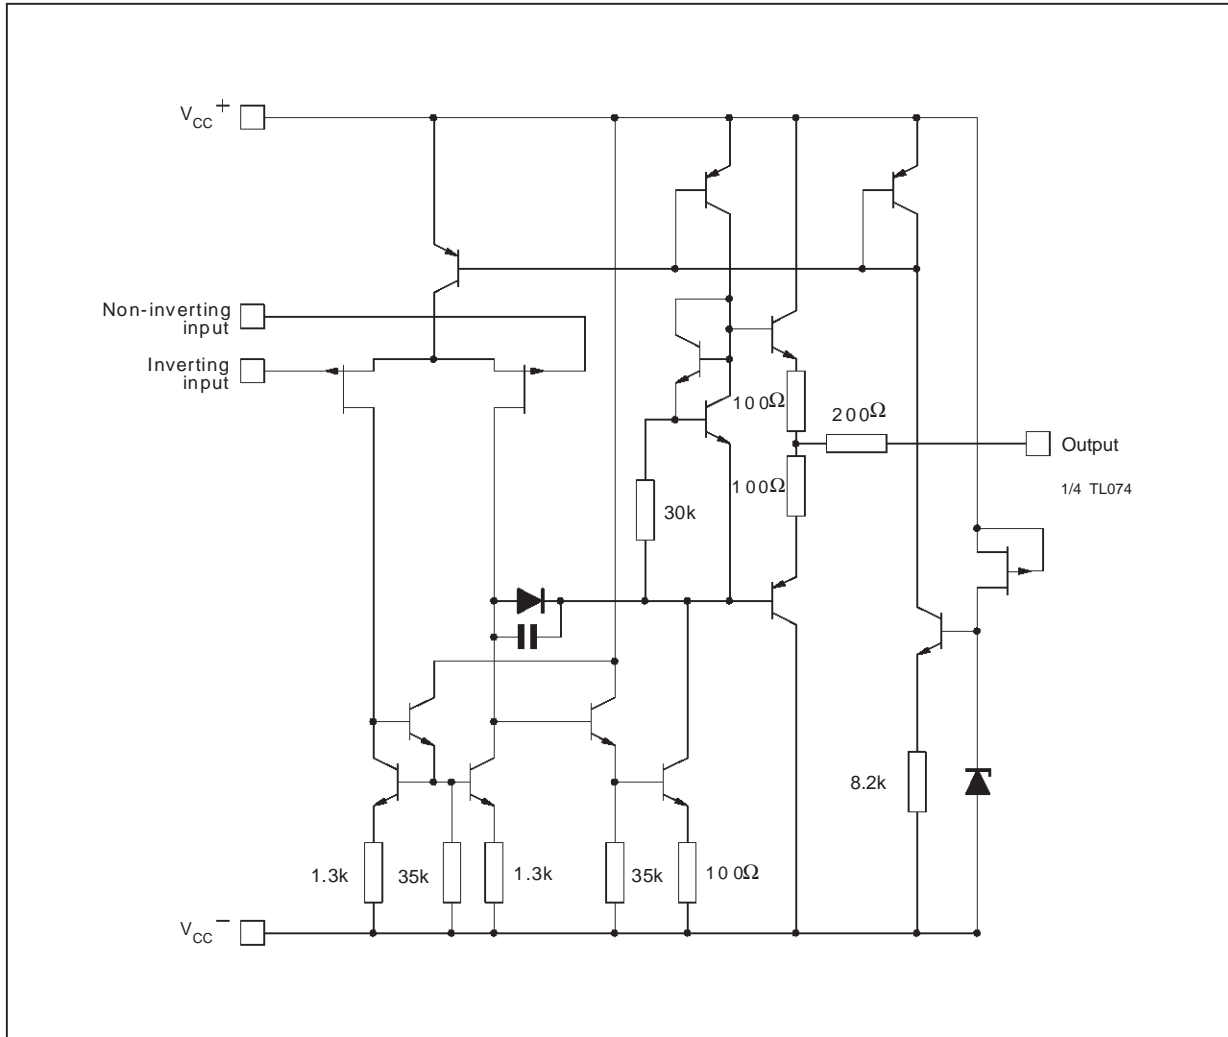 VCC+
Non-inverting
input
Inverting
input
100Ω
200Ω
Output
100Ω
1/4 TL074
30k
8.2k
1.3k
35k
1.3k
35k
100Ω
VCC−